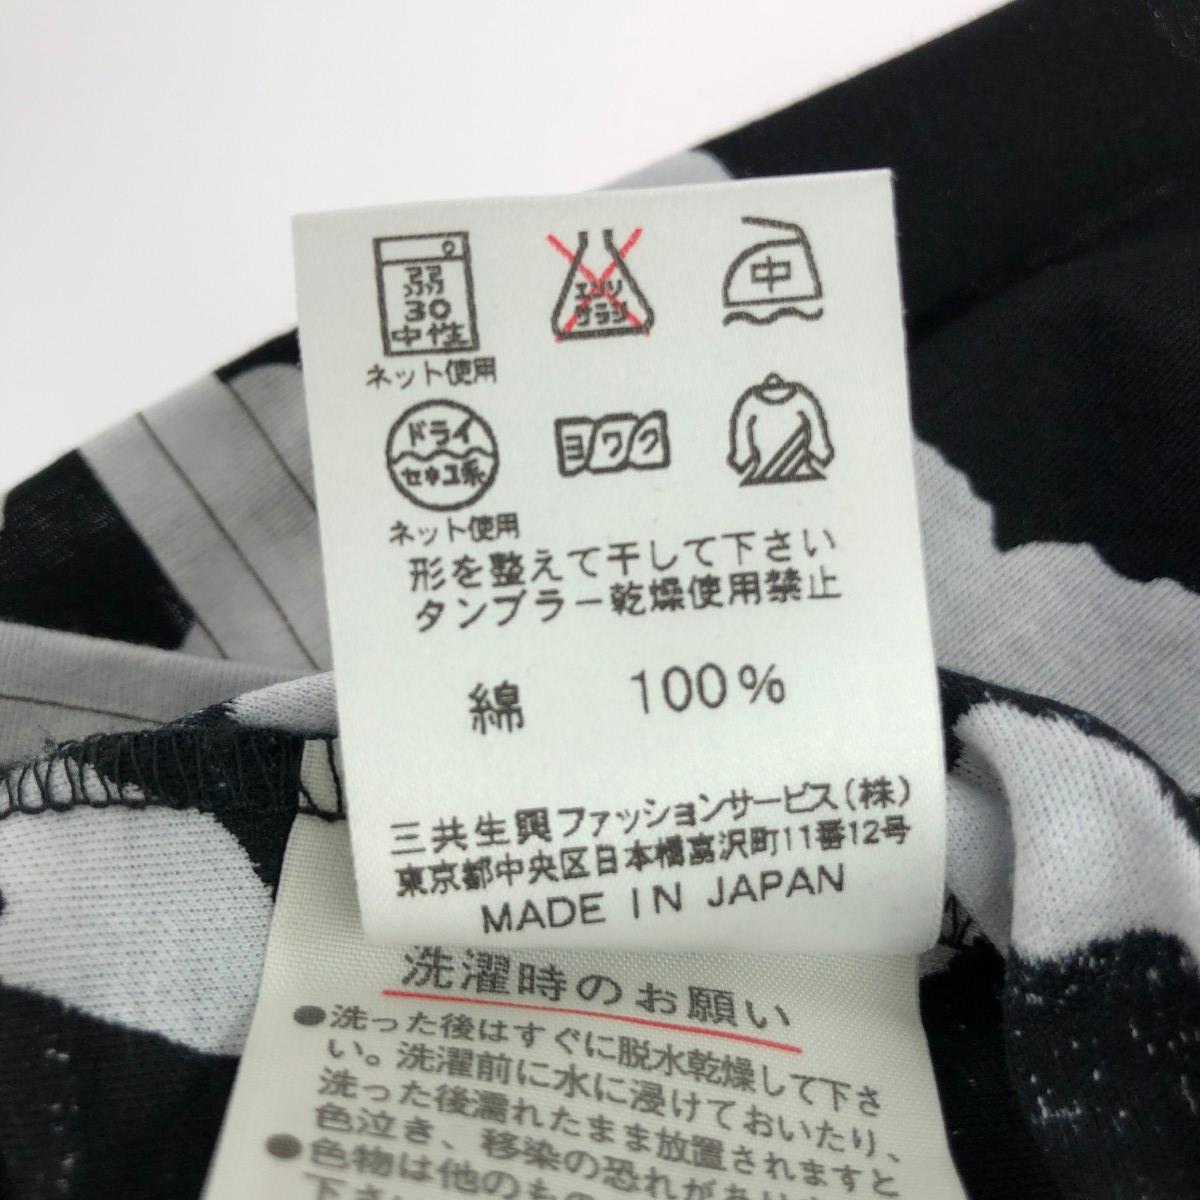 弱
30
中性
ネット使用
エンソ
サラシ
中
ドライ
セキユ系
ネット使用
ヨワク
形を整えて干して下さい
タンブラー乾燥使用禁止
綿 100%
三共生興ファッションサービス(株)
東京都中央区日本橋富沢町11番12号
MADE IN JAPAN
洗濯時のお願い
●洗った後はすぐに脱水乾燥して下さ
い。洗濯前に水に浸けておいたり、
洗った後濡れたまま放置されますと
色泣き、移染の恐れがあり
●色物は他のもの
下さ